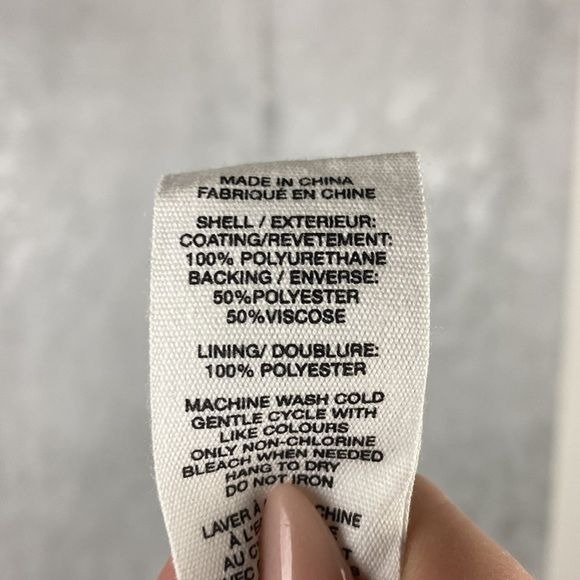 MADE IN CHINA
FABRIQUÉ EN CHINE
SHELL / EXTERIEUR:
COATING/REVETEMENT:
100% POLYURETHANE
BACKING / ENVERSE:
50%POLYESTER
50%VISCOSE
LINING/ DOUBLURE:
100% POLYESTER
MACHINE WASH COLD
GENTLE CYCLE WITH
LIKE COLOURS
ONLY NON-CHLORINE
BLEACH WHEN NEEDED
HANG TO DRY
DO NOT IRON
LAVER À
AU